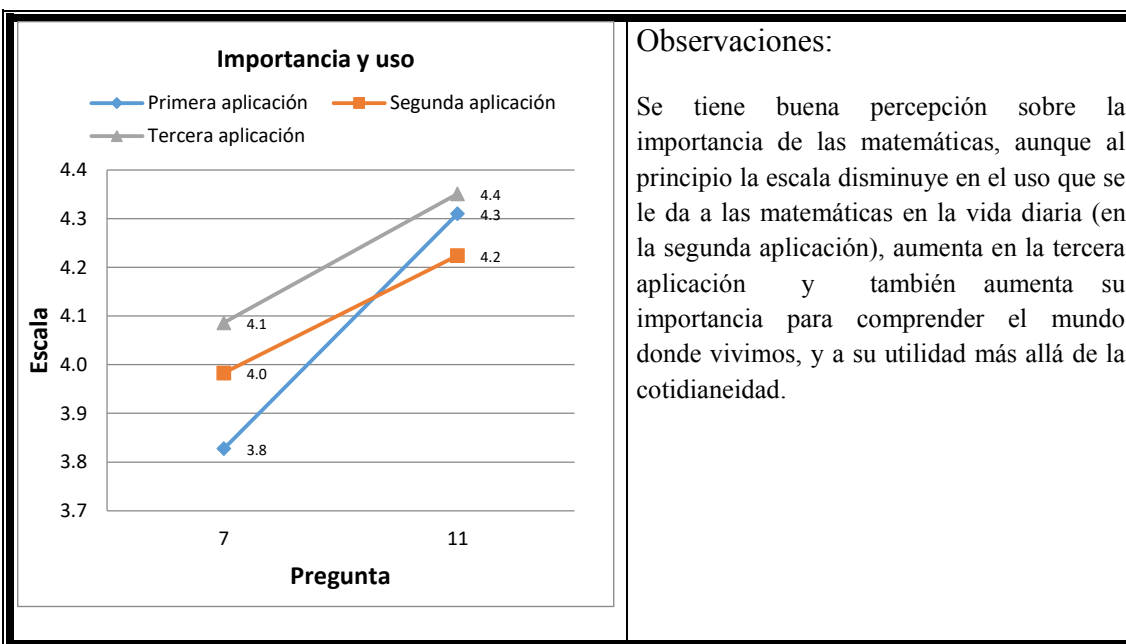 Importancia y uso
Primera aplicación
Segunda aplicación
Tercera aplicación
4.4
4.3
4.2
4.1
4.0
3.9
3.8
3.7
Escala
4.4
4.3
4.2
4.1
4.0
3.8
7
11
Pregunta
Observaciones:
Se tiene buena percepción sobre la
importancia de las matemáticas, aunque al
principio la escala disminuye en el uso que se
le da a las matemáticas en la vida diaria (en
la segunda aplicación), aumenta en la tercera
aplicación y también aumenta su
importancia para comprender el mundo
donde vivimos, y a su utilidad más allá de la
cotidianeidad.